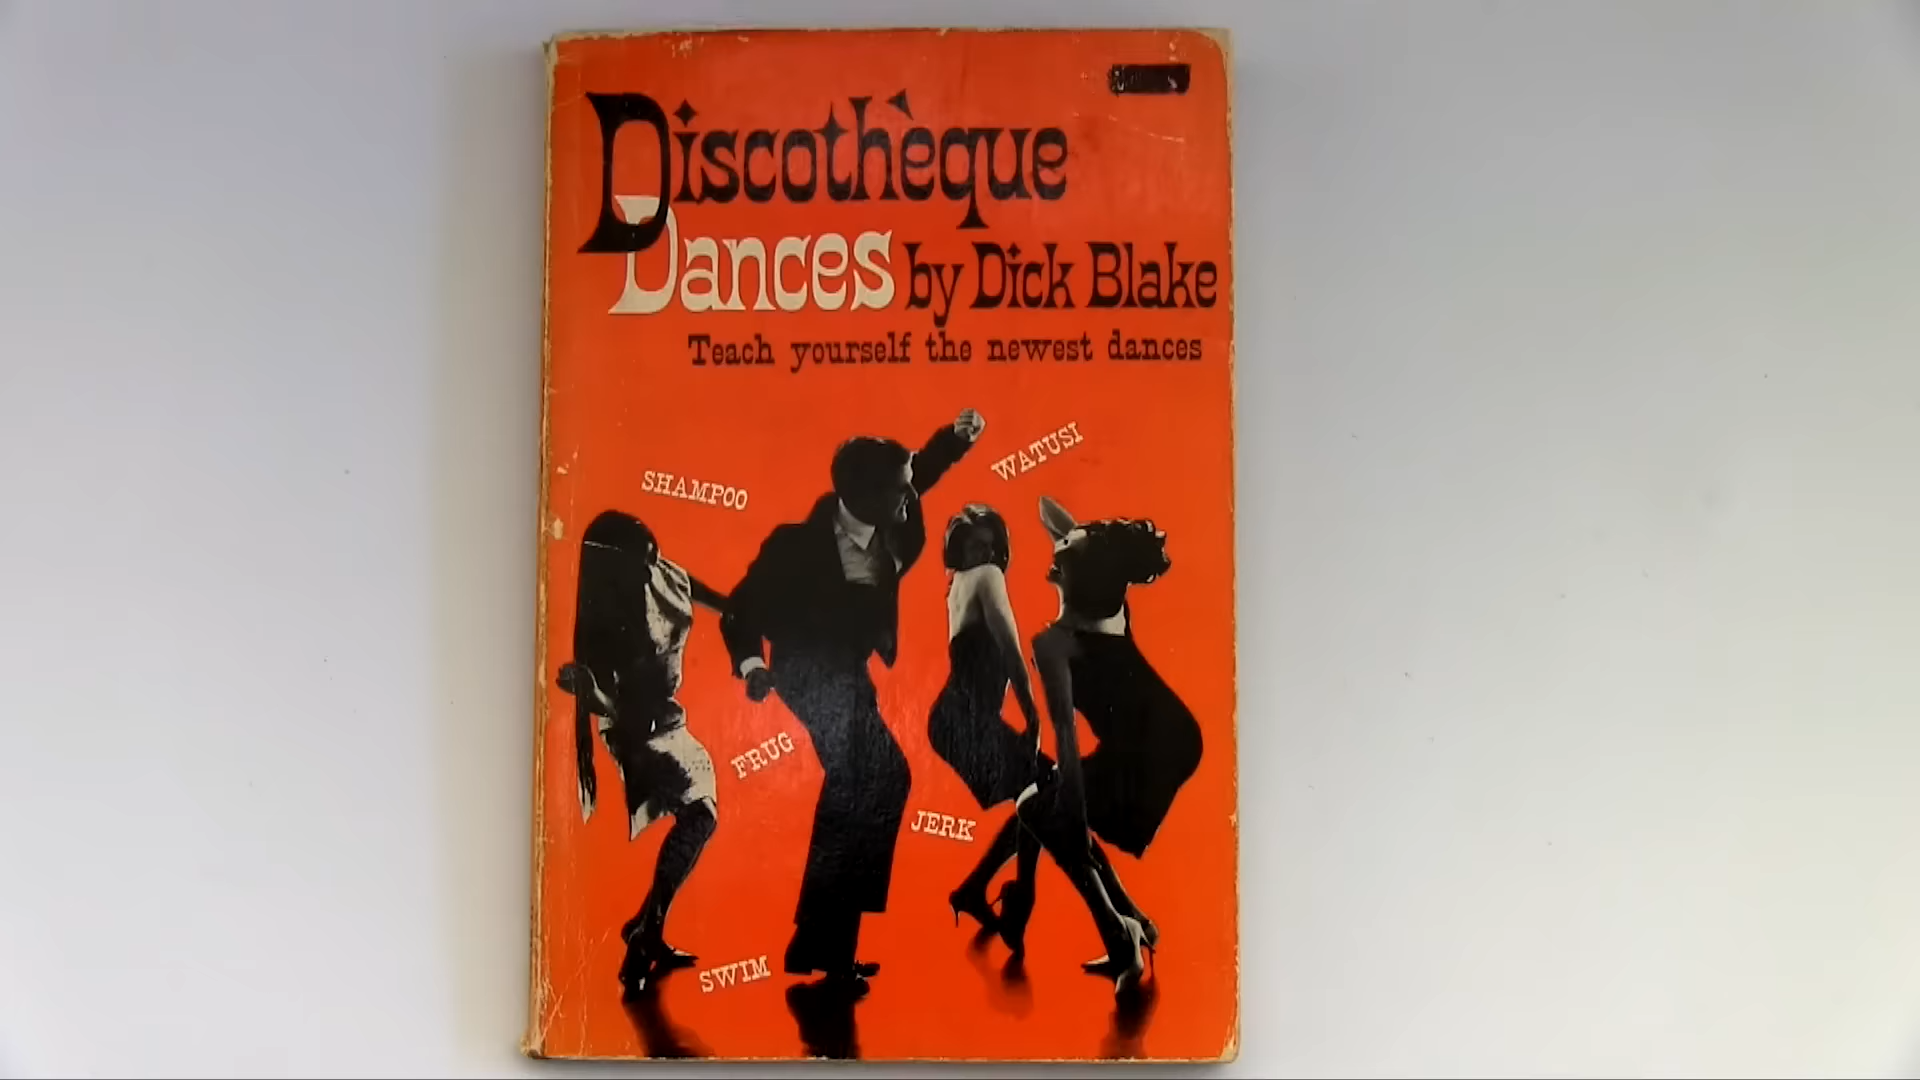 Discothèque
Dances by Dick Blake
Teach yourself the newest dances
WATUSI
SHAMPOO
FRUG
JERK
SWIM